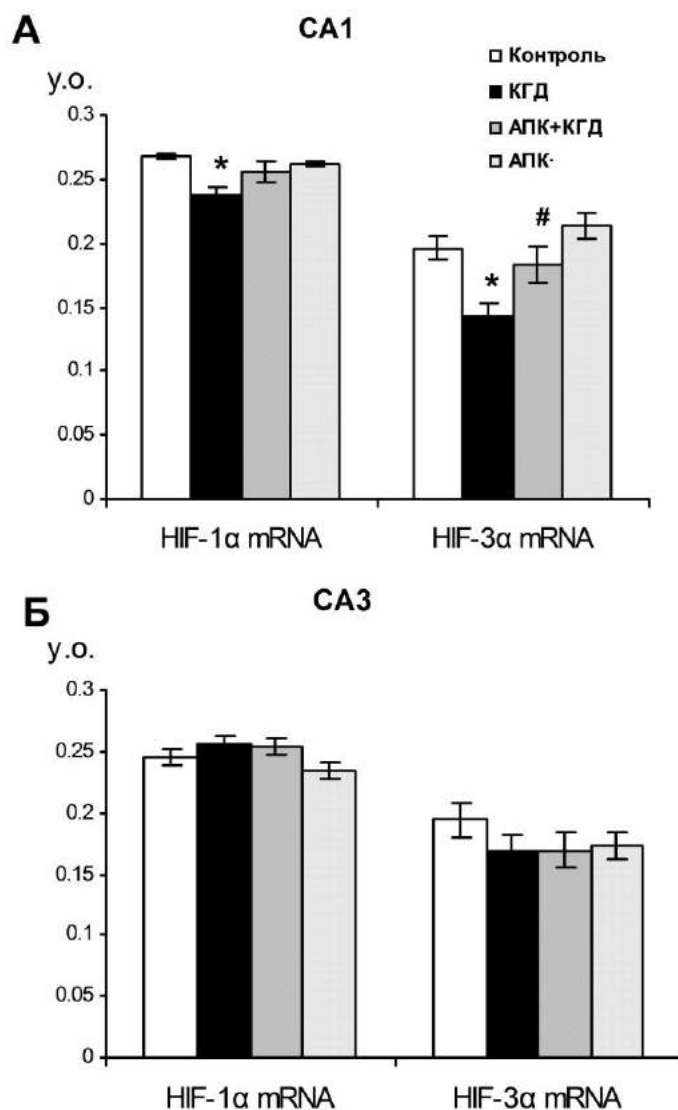 А
CA1
у.о.
Контроль
КГД
АПК+КГД
АПК-
0.3
0.25
0.2
0.15
0.1
0.05
0
*
*
#
HIF-1α mRNA
HIF-3α mRNA
Б
CA3
у.о.
0.3
0.25
0.2
0.15
0.1
0.05
0
HIF-1α mRNA
HIF-3α mRNA